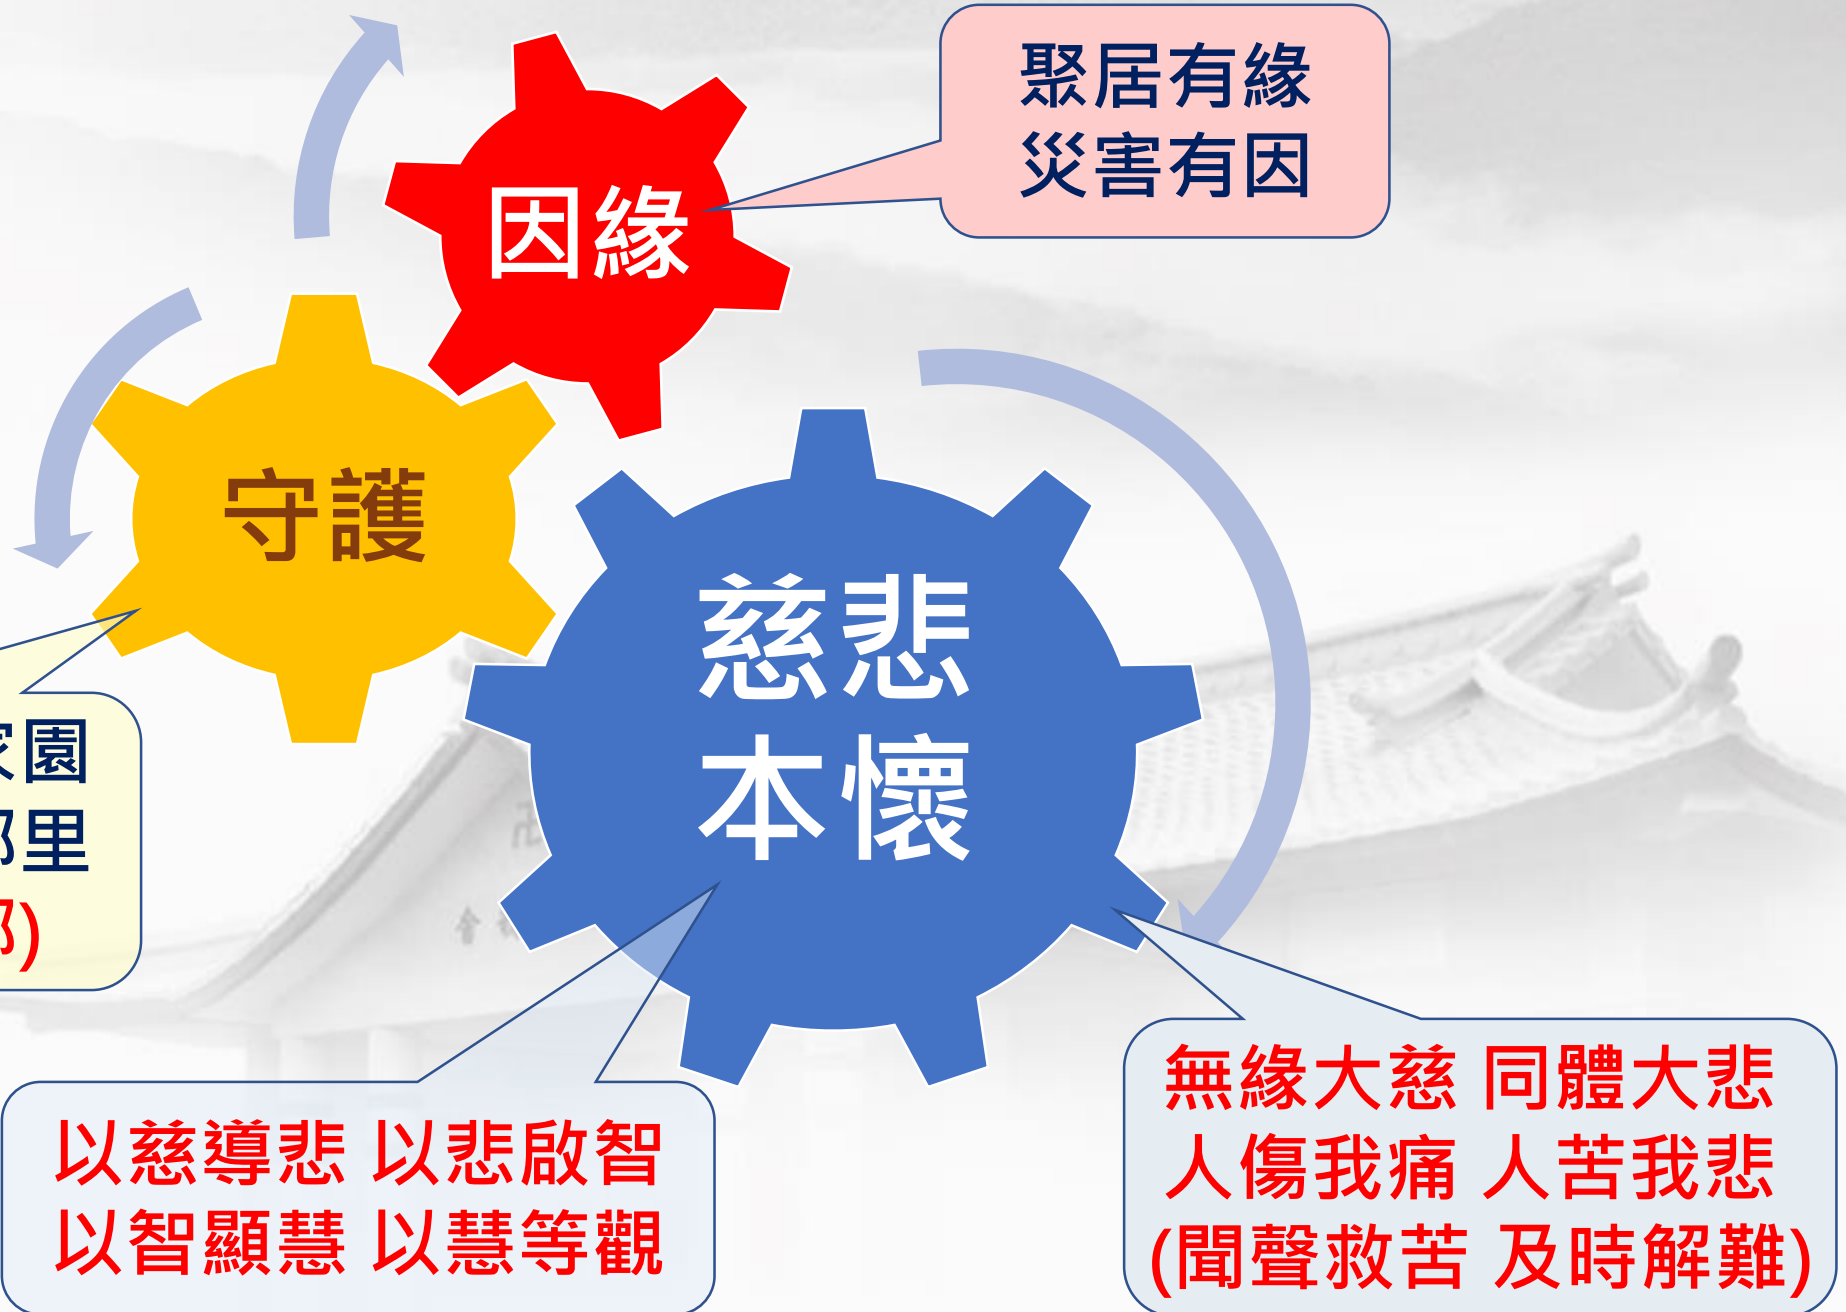 聚居有緣
災害有因
因緣
守護
慈悲
本懷
家園
里
)
以慈導悲 以悲啟智
以智顯慧 以慧等觀
無緣大慈 同體大悲
人傷我痛 人苦我悲
(聞聲救苦 及時解難)